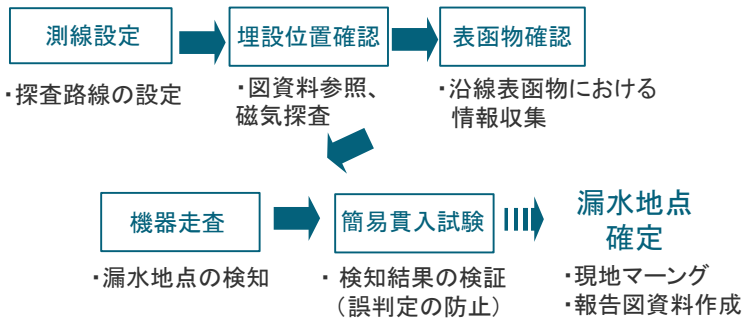 測線設定
埋設位置確認
表函物確認
・探査路線の設定
・図資料参照、
磁気探査
・沿線表函物における
情報収集
機器走査
簡易貫入試験
漏水地点
確定
・漏水地点の検知
・検知結果の検証
（誤判定の防止）
・現地マーング
・報告図資料作成